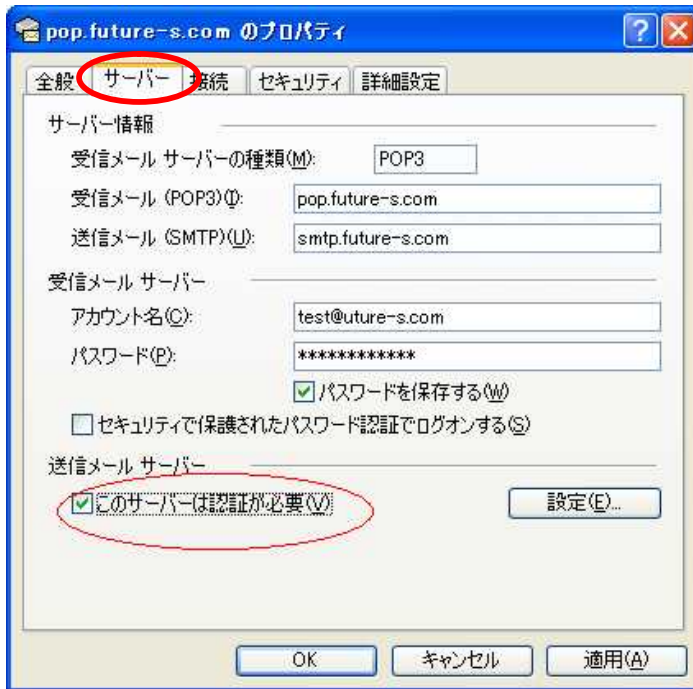 pop.future-s.com のプロパティ
全般 サーバー 接続 セキュリティ 詳細設定
サーバー情報
受信メール サーバーの種類(M): POP3
受信メール (POP3)(I): pop.future-s.com
送信メール (SMTP)(U): smtp.future-s.com
受信メール サーバー
アカウント名(C): test@uture-s.com
パスワード(P): ************
パスワードを保存する(W)
セキュリティで保護されたパスワード認証でログオンする(S)
送信メール サーバー
このサーバーは認証が必要(V) 設定(E)...
OK キャンセル 適用(A)